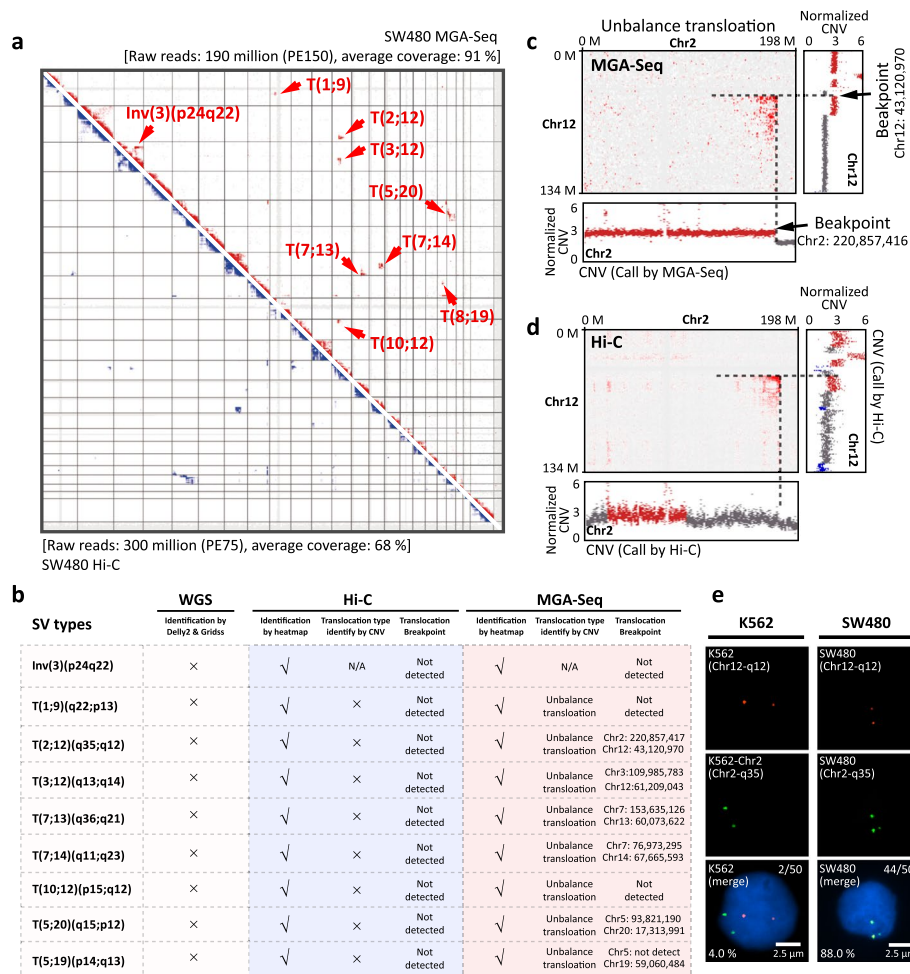 a
SW480 MGA-Seq
[Raw reads: 190 million (PE150), average coverage: 91 %]
T(1;9)
Inv(3)(p24q22)
T(2;12)
T(3;12)
T(5;20)
T(7;13)
T(7;14)
T(8;19)
T(10;12)
[Raw reads: 300 million (PE75), average coverage: 68 %]
SW480 Hi-C
c
Unbalance transloation
0 M Chr2 198 M
MGA-Seq
Chr12
134 M
Normalized
CNV
0 3 6
Beakpoint
Chr12: 43,120,970
Chr12
Normalized
CNV
6
3
0
Chr2
Beakpoint
Chr2: 220,857,416
CNV (Call by MGA-Seq)
0 M
d
0 M Chr2 198 M
0 M
Hi-C
Chr12
134 M
Normalized
CNV
0 3 6
CNV (Call by Hi-C)
Chr12
Normalized
CNV
6
3
0
Chr2
CNV (Call by Hi-C)
b
WGS Hi-C MGA-Seq
SV types
Identification by
Delly2 & Gridss
Identification
by heatmap
Translocation type
identify by CNV
Translocation
Breakpoint
Identification
by heatmap
Translocation type
identify by CNV
Translocation
Breakpoint
Inv(3)(p24q22) × √ N/A Not
detected √ N/A Not
detected
T(1;9)(q22;p13) × √ × Not
detected √ Unbalance
transloation Not
detected
T(2;12)(q35;q12) × √ × Not
detected √ Unbalance
transloation Chr2: 220,857,417
Chr12: 43,120,970
T(3;12)(q13;q14) × √ × Not
detected √ Unbalance
transloation Chr3:109,985,783
Chr12:61,209,043
T(7;13)(q36;q21) × √ × Not
detected √ Unbalance
transloation Chr7: 153,635,126
Chr13: 60,073,622
T(7;14)(q11;q23) × √ × Not
detected √ Unbalance
transloation Chr7: 76,973,295
Chr14: 67,665,593
T(10;12)(p15;q12) × √ × Not
detected √ Unbalance
transloation Not
detected
T(5;20)(q15;p12) × √ × Not
detected √ Unbalance
transloation Chr5: 93,821,190
Chr20: 17,313,991
T(5;19)(p14;q13) × √ × Not
detected √ Unbalance
transloation Chr5: not detect
Chr19: 59,060,484
e
K562 SW480
K562
(Chr12-q12)
SW480
(Chr12-q12)
K562-Chr2
(Chr2-q35)
SW480
(Chr2-q35)
K562 2/50
(merge)
4.0 % 2.5 µm
SW480 44/50
(merge)
88.0 % 2.5 µm